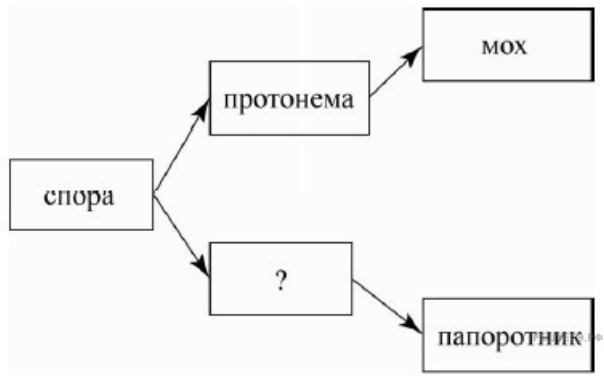 мох
протонема
спора
?
папоротник